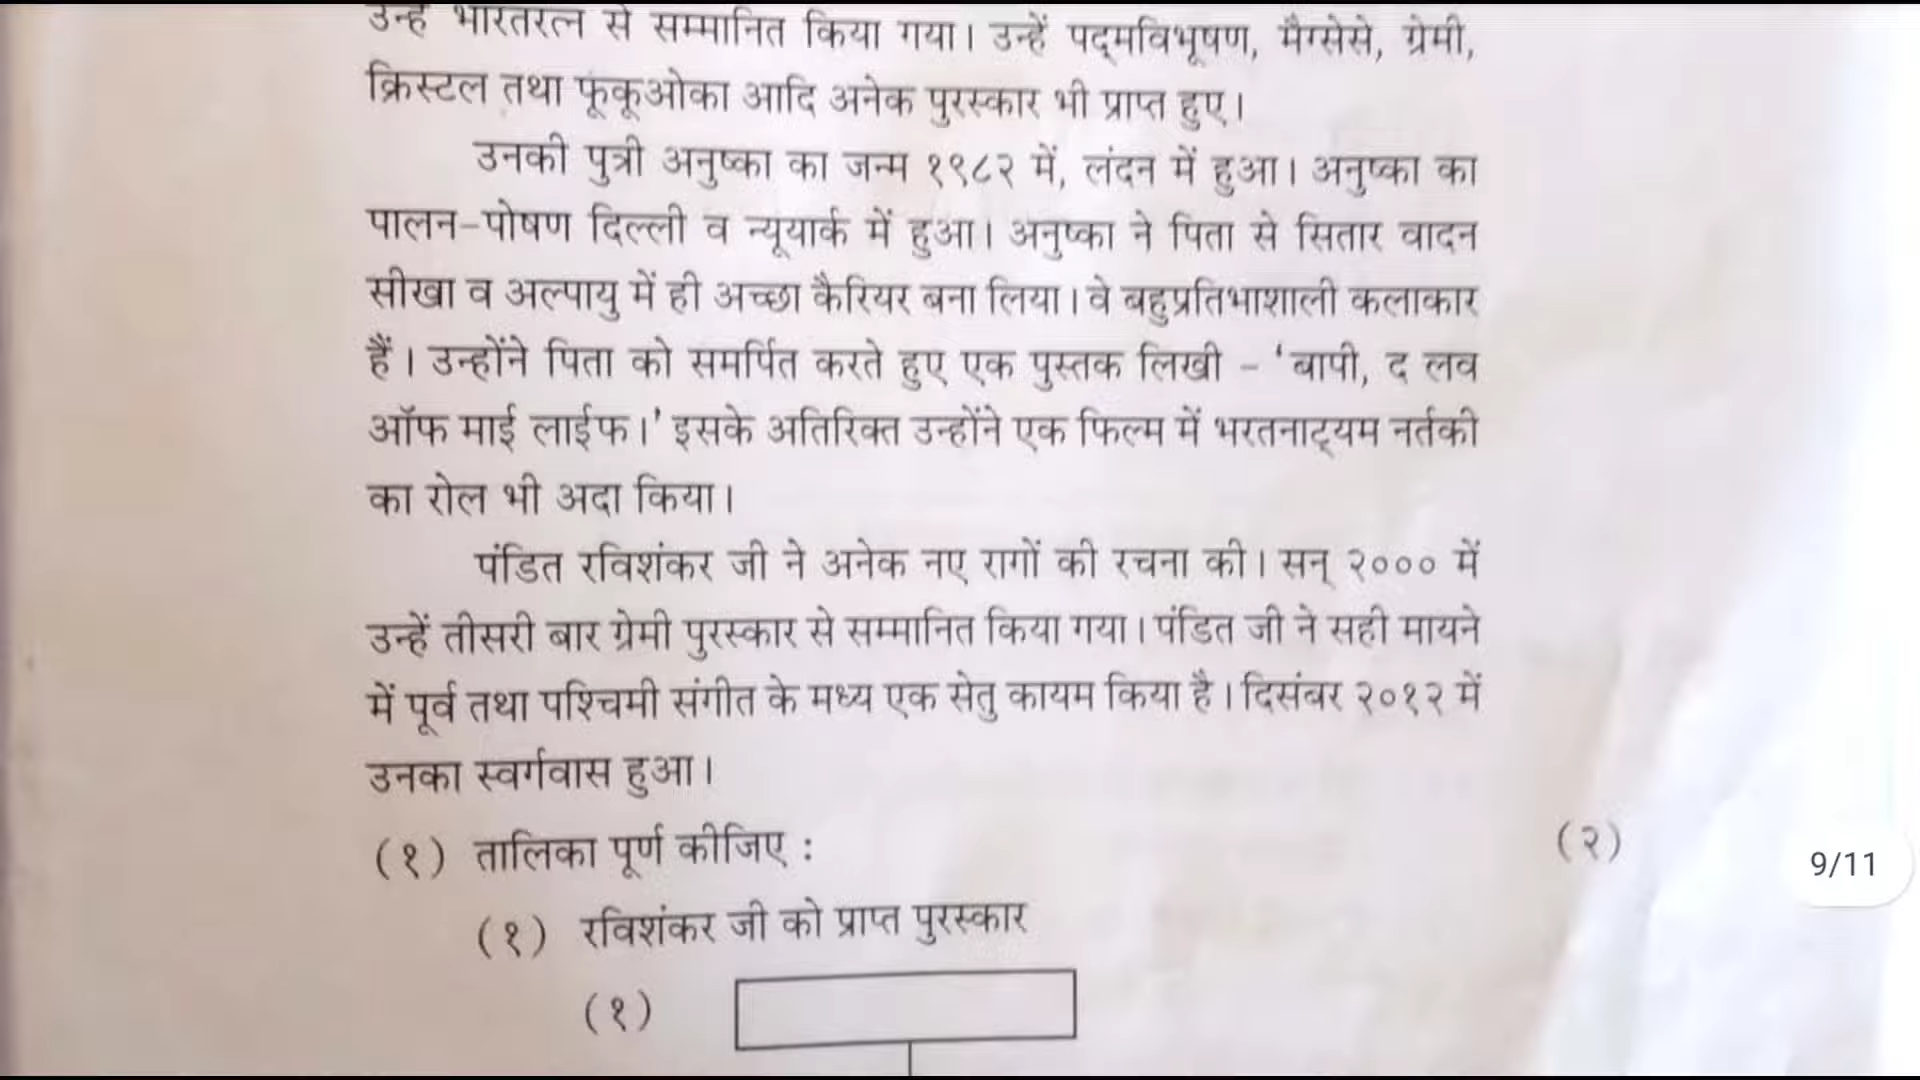 उन्हें भारतरत्न से सम्मानित किया गया। उन्हें पद्मविभूषण, मैग्सेसे, ग्रेमी,
क्रिस्टल तथा फूकूओका आदि अनेक पुरस्कार भी प्राप्त हुए।
उनकी पुत्री अनुष्का का जन्म १९८२ में, लंदन में हुआ। अनुष्का का
पालन-पोषण दिल्ली व न्यूयार्क में हुआ। अनुष्का ने पिता से सितार वादन
सीखा व अल्पायु में ही अच्छा कैरियर बना लिया। वे बहुप्रतिभाशाली कलाकार
हैं। उन्होंने पिता को समर्पित करते हुए एक पुस्तक लिखी - 'बापी, द लव
ऑफ माई लाईफ।' इसके अतिरिक्त उन्होंने एक फिल्म में भरतनाट्यम नर्तकी
का रोल भी अदा किया।
पंडित रविशंकर जी ने अनेक नए रागों की रचना की। सन् २००० में
उन्हें तीसरी बार ग्रेमी पुरस्कार से सम्मानित किया गया। पंडित जी ने सही मायने
में पूर्व तथा पश्चिमी संगीत के मध्य एक सेतु कायम किया है। दिसंबर २०१२ में
उनका स्वर्गवास हुआ।
(१) तालिका पूर्ण कीजिए : (२)
9/11
(१) रविशंकर जी को प्राप्त पुरस्कार
(१)